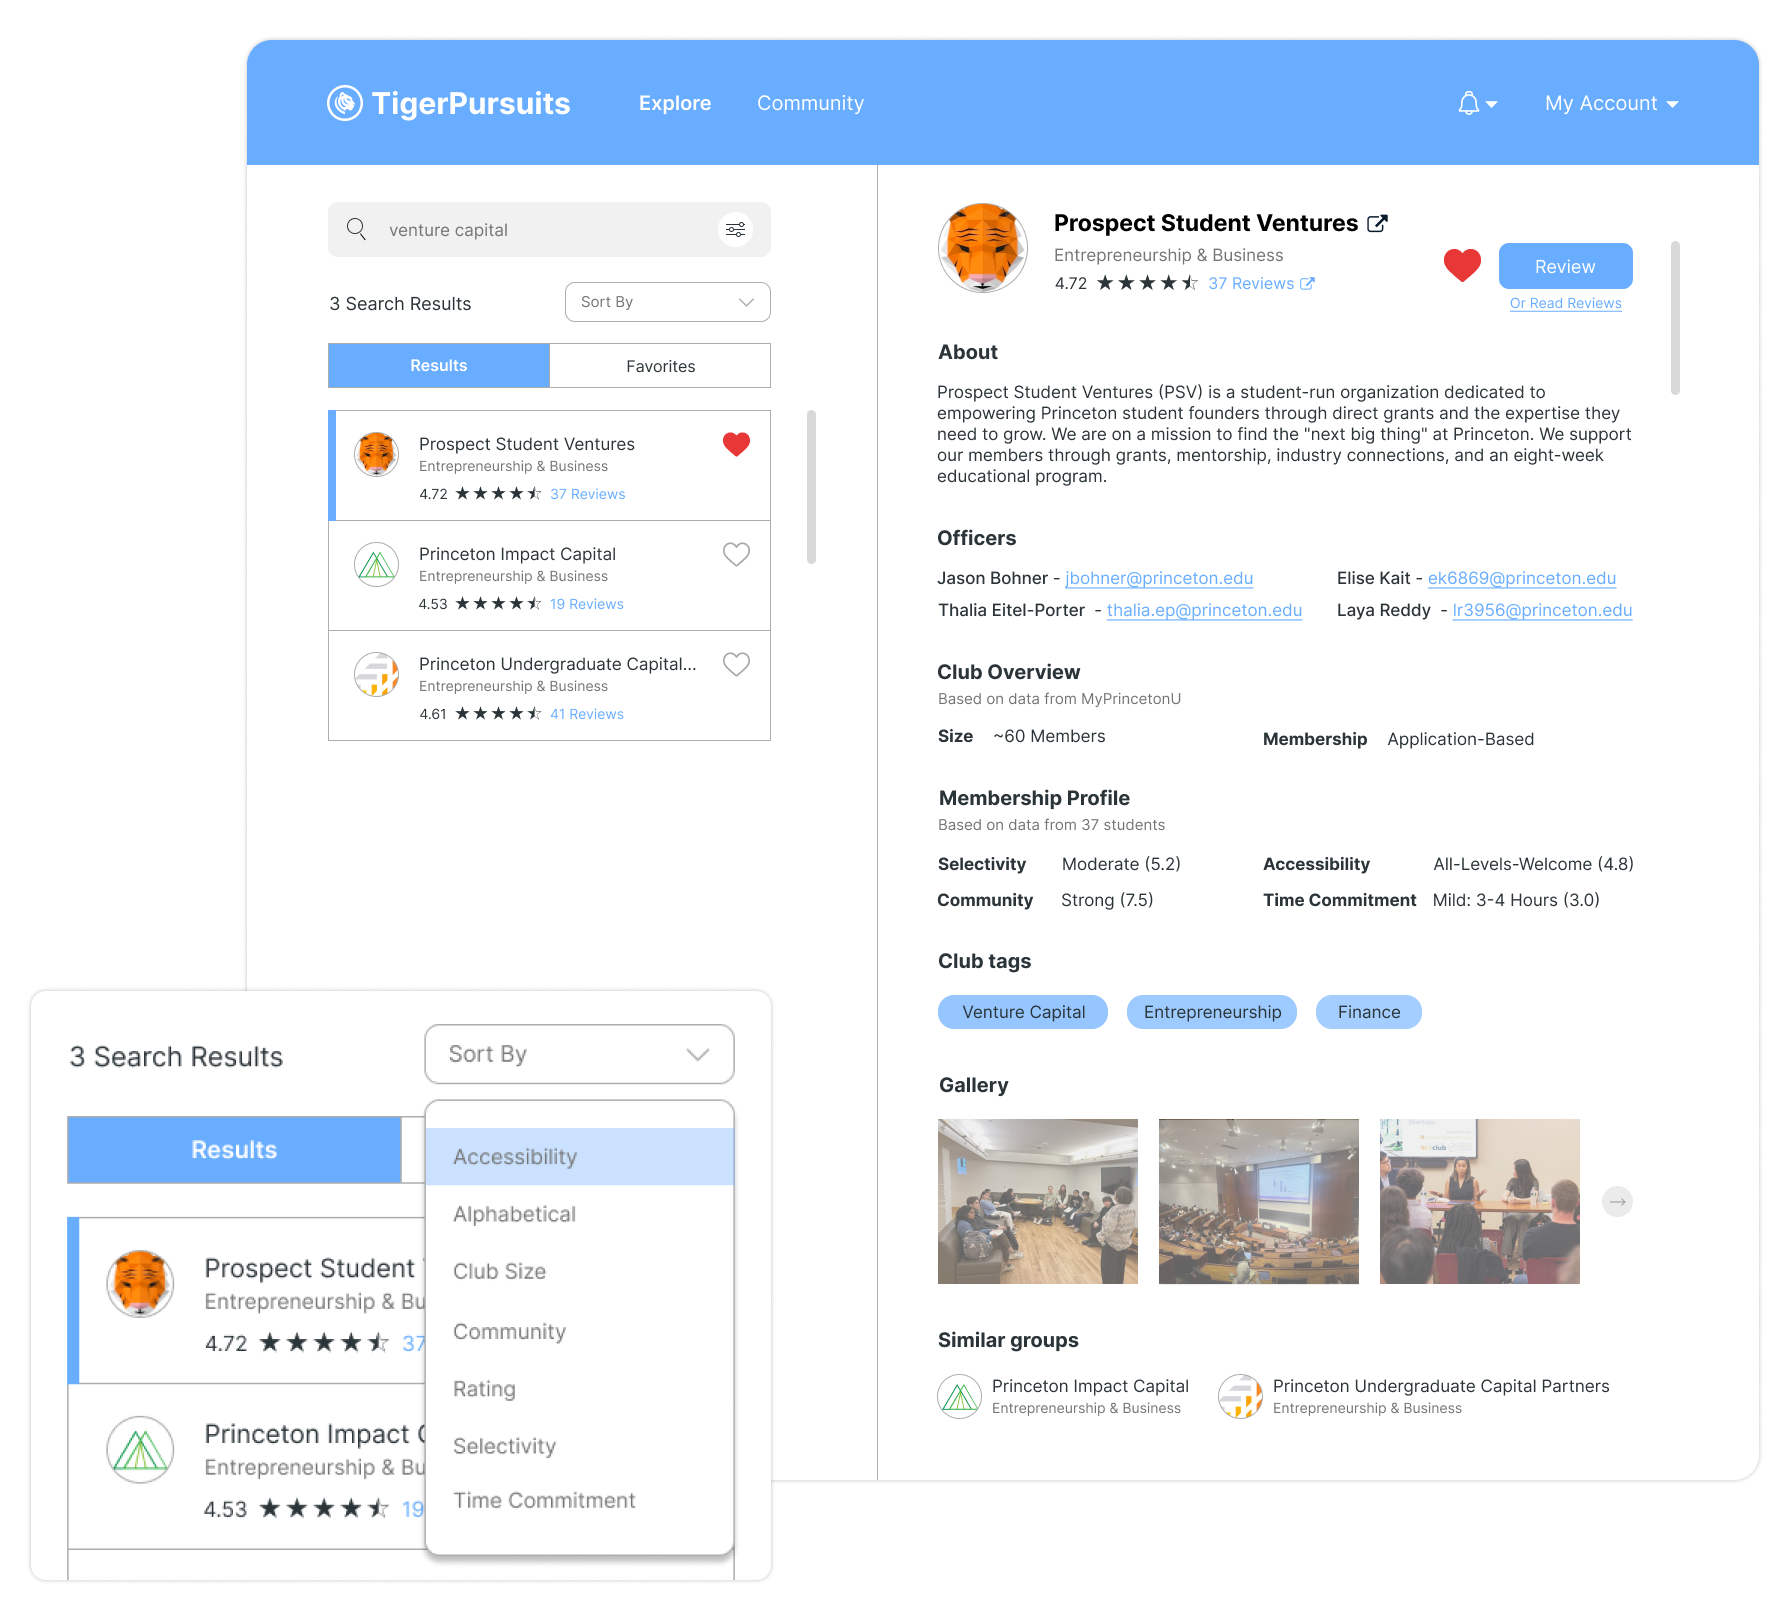 TigerPursuits
Explore
Community
My Account
venture capital
3 Search Results
Sort By
Results
Favorites
Prospect Student Ventures
Entrepreneurship & Business
4.72
37 Reviews
Princeton Impact Capital
Entrepreneurship & Business
4.53
19 Reviews
Princeton Undergraduate Capital...
Entrepreneurship & Business
4.61
41 Reviews
Prospect Student Ventures
Entrepreneurship & Business
4.72
37 Reviews
Review
Or Read Reviews
About
Prospect Student Ventures (PSV) is a student-run organization dedicated to
empowering Princeton student founders through direct grants and the expertise they
need to grow. We are on a mission to find the "next big thing" at Princeton. We support
our members through grants, mentorship, industry connections, and an eight-week
educational program.
Officers
Jason Bohner - jbohner@princeton.edu
Elise Kait - ek6869@princeton.edu
Thalia Eitel-Porter - thalia.ep@princeton.edu
Laya Reddy - lr3956@princeton.edu
Club Overview
Based on data from MyPrincetonU
Size ~60 Members
Membership Application-Based
Membership Profile
Based on data from 37 students
Selectivity Moderate (5.2)
Accessibility All-Levels-Welcome (4.8)
Community Strong (7.5)
Time Commitment Mild: 3-4 Hours (3.0)
Club tags
Venture Capital
Entrepreneurship
Finance
Gallery
club
Similar groups
Princeton Impact Capital
Entrepreneurship & Business
Princeton Undergraduate Capital Partners
Entrepreneurship & Business
3 Search Results
Sort By
Results
Accessibility
Alphabetical
Club Size
Community
Rating
Selectivity
Time Commitment
Prospect Student
Entrepreneurship & Bu
4.72
37
Princeton Impact
Entrepreneurship & Bu
4.53
19